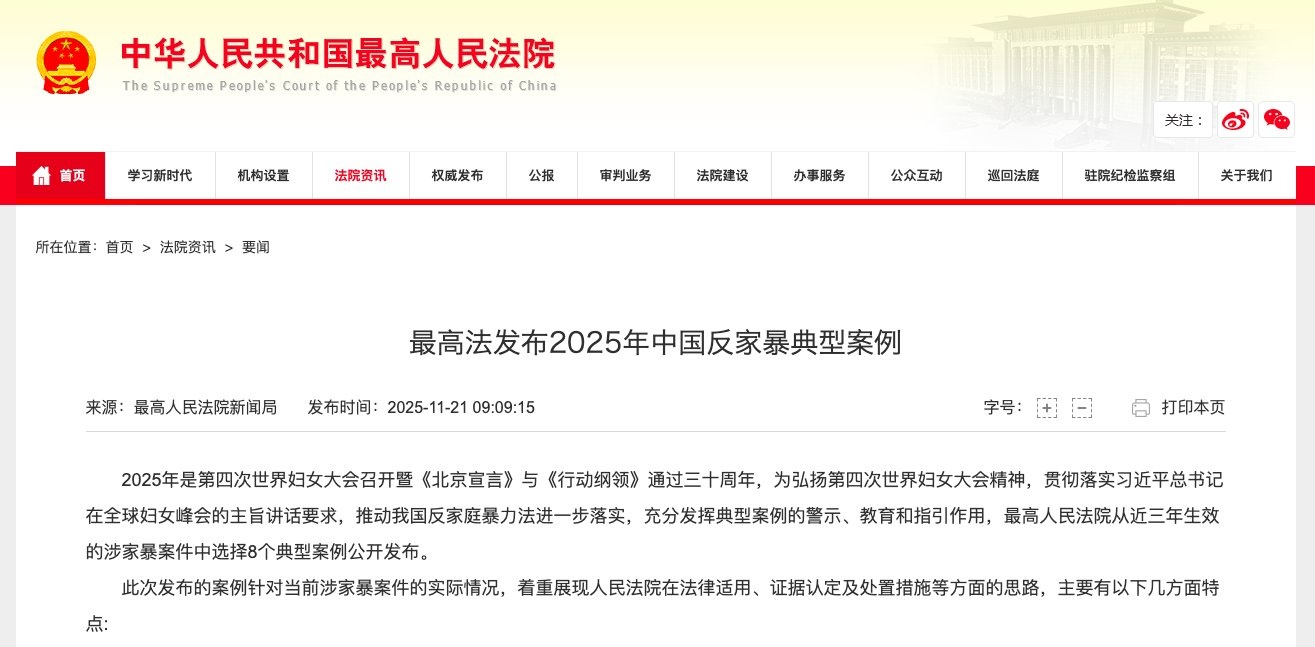 中华人民共和国最高人民法院
The Supreme People's Court of the People's Republic of China
关注：
首页 学习新时代 机构设置 法院资讯 权威发布 公报 审判业务 法院建设 办事服务 公众互动 巡回法庭 驻院纪检监察组 关于我们
所在位置：首页 > 法院资讯 > 要闻
最高法发布2025年中国反家暴典型案例
来源：最高人民法院新闻局 发布时间：2025-11-21 09:09:15 字号： + − 打印本页
2025年是第四次世界妇女大会召开暨《北京宣言》与《行动纲领》通过三十周年，为弘扬第四次世界妇女大会精神，贯彻落实习近平总书记
在全球妇女峰会的主旨讲话要求，推动我国反家庭暴力法进一步落实，充分发挥典型案例的警示、教育和指引作用，最高人民法院从近三年生效
的涉家暴案件中选择8个典型案例公开发布。
此次发布的案例针对当前涉家暴案件的实际情况，着重展现人民法院在法律适用、证据认定及处置措施等方面的思路，主要有以下几方面特
点: